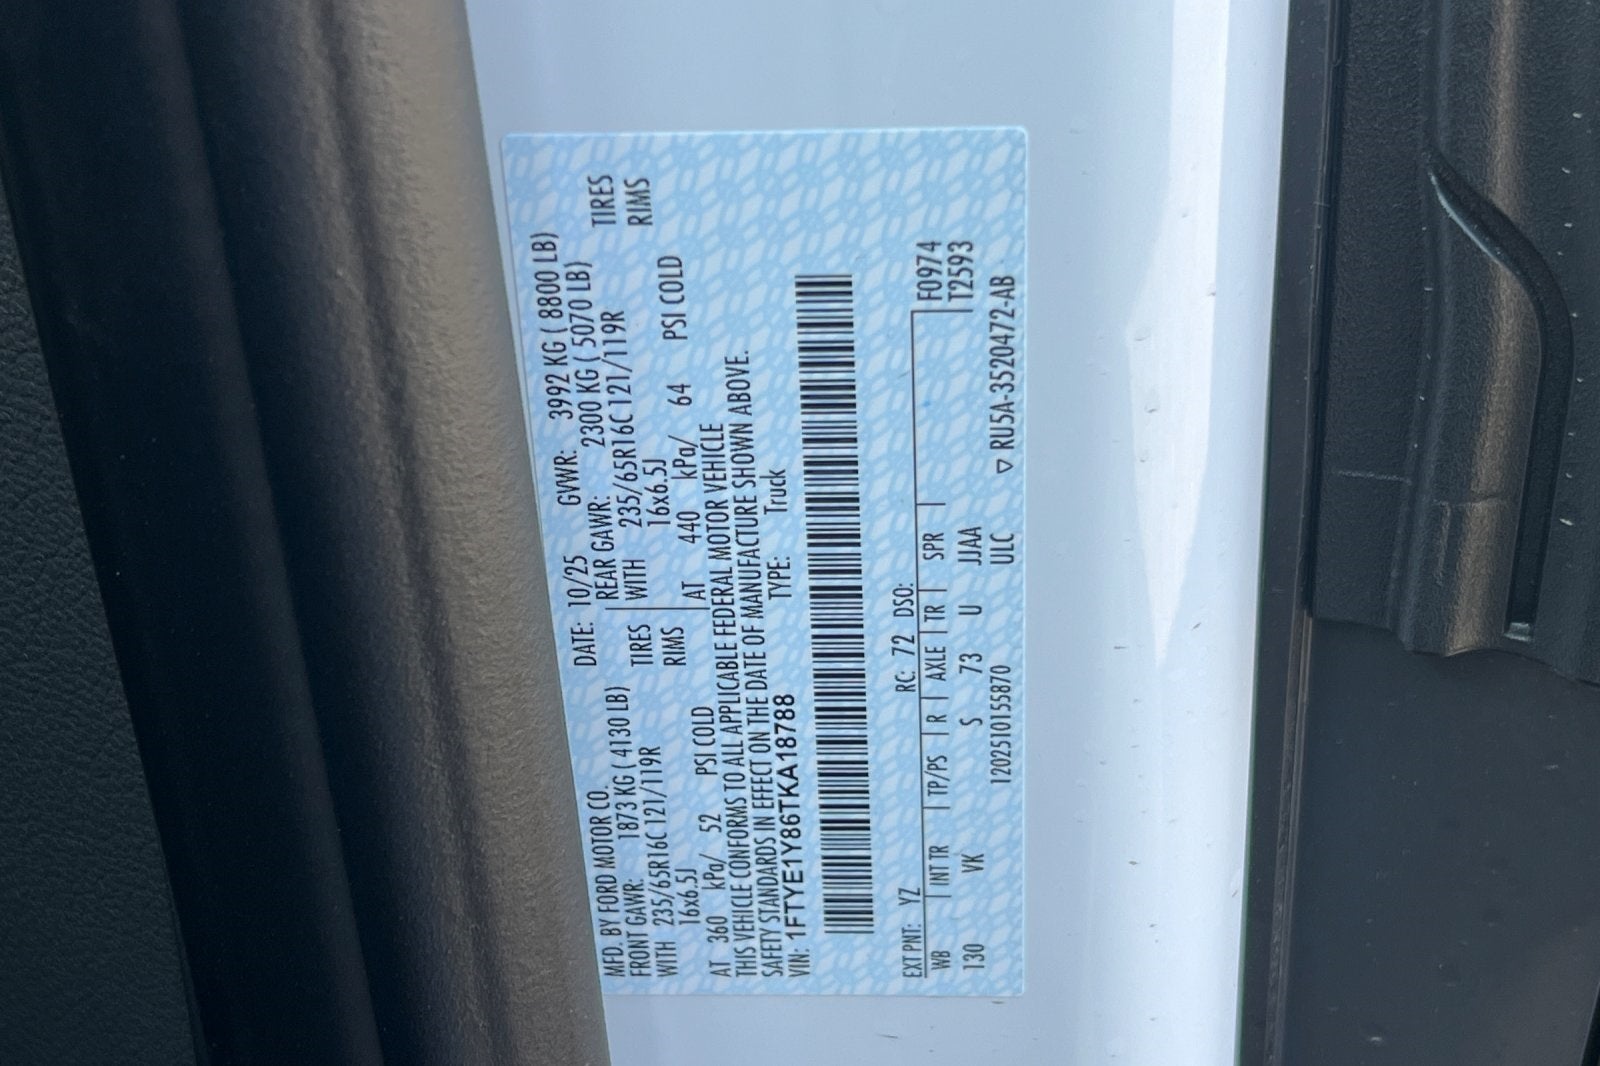 MFD. BY FORD MOTOR CO. DATE: 10/25 GVWR: 3992 KG ( 8800 LB)
FRONT GAWR: 1873 KG ( 4130 LB) REAR GAWR: 2300 KG ( 5070 LB)
WITH 235/65R16C 121/119R TIRES WITH 235/65R16C 121/119R TIRES
16x6.5J RIMS 16x6.5J RIMS
AT 360 kPa/ 52 PSI COLD AT 440 kPa/ 64 PSI COLD
THIS VEHICLE CONFORMS TO ALL APPLICABLE FEDERAL MOTOR VEHICLE
SAFETY STANDARDS IN EFFECT ON THE DATE OF MANUFACTURE SHOWN ABOVE.
VIN: 1FTYE1Y86TKA18788 TYPE: Truck
EXT PNT: YZ RC: 72 DSO:
WB INT TR TP/PS R AXLE TR SPR F0974
130 VK S 73 U JJAA T2593
120251015587​0 ULC ▽ RU5A-3520472-AB